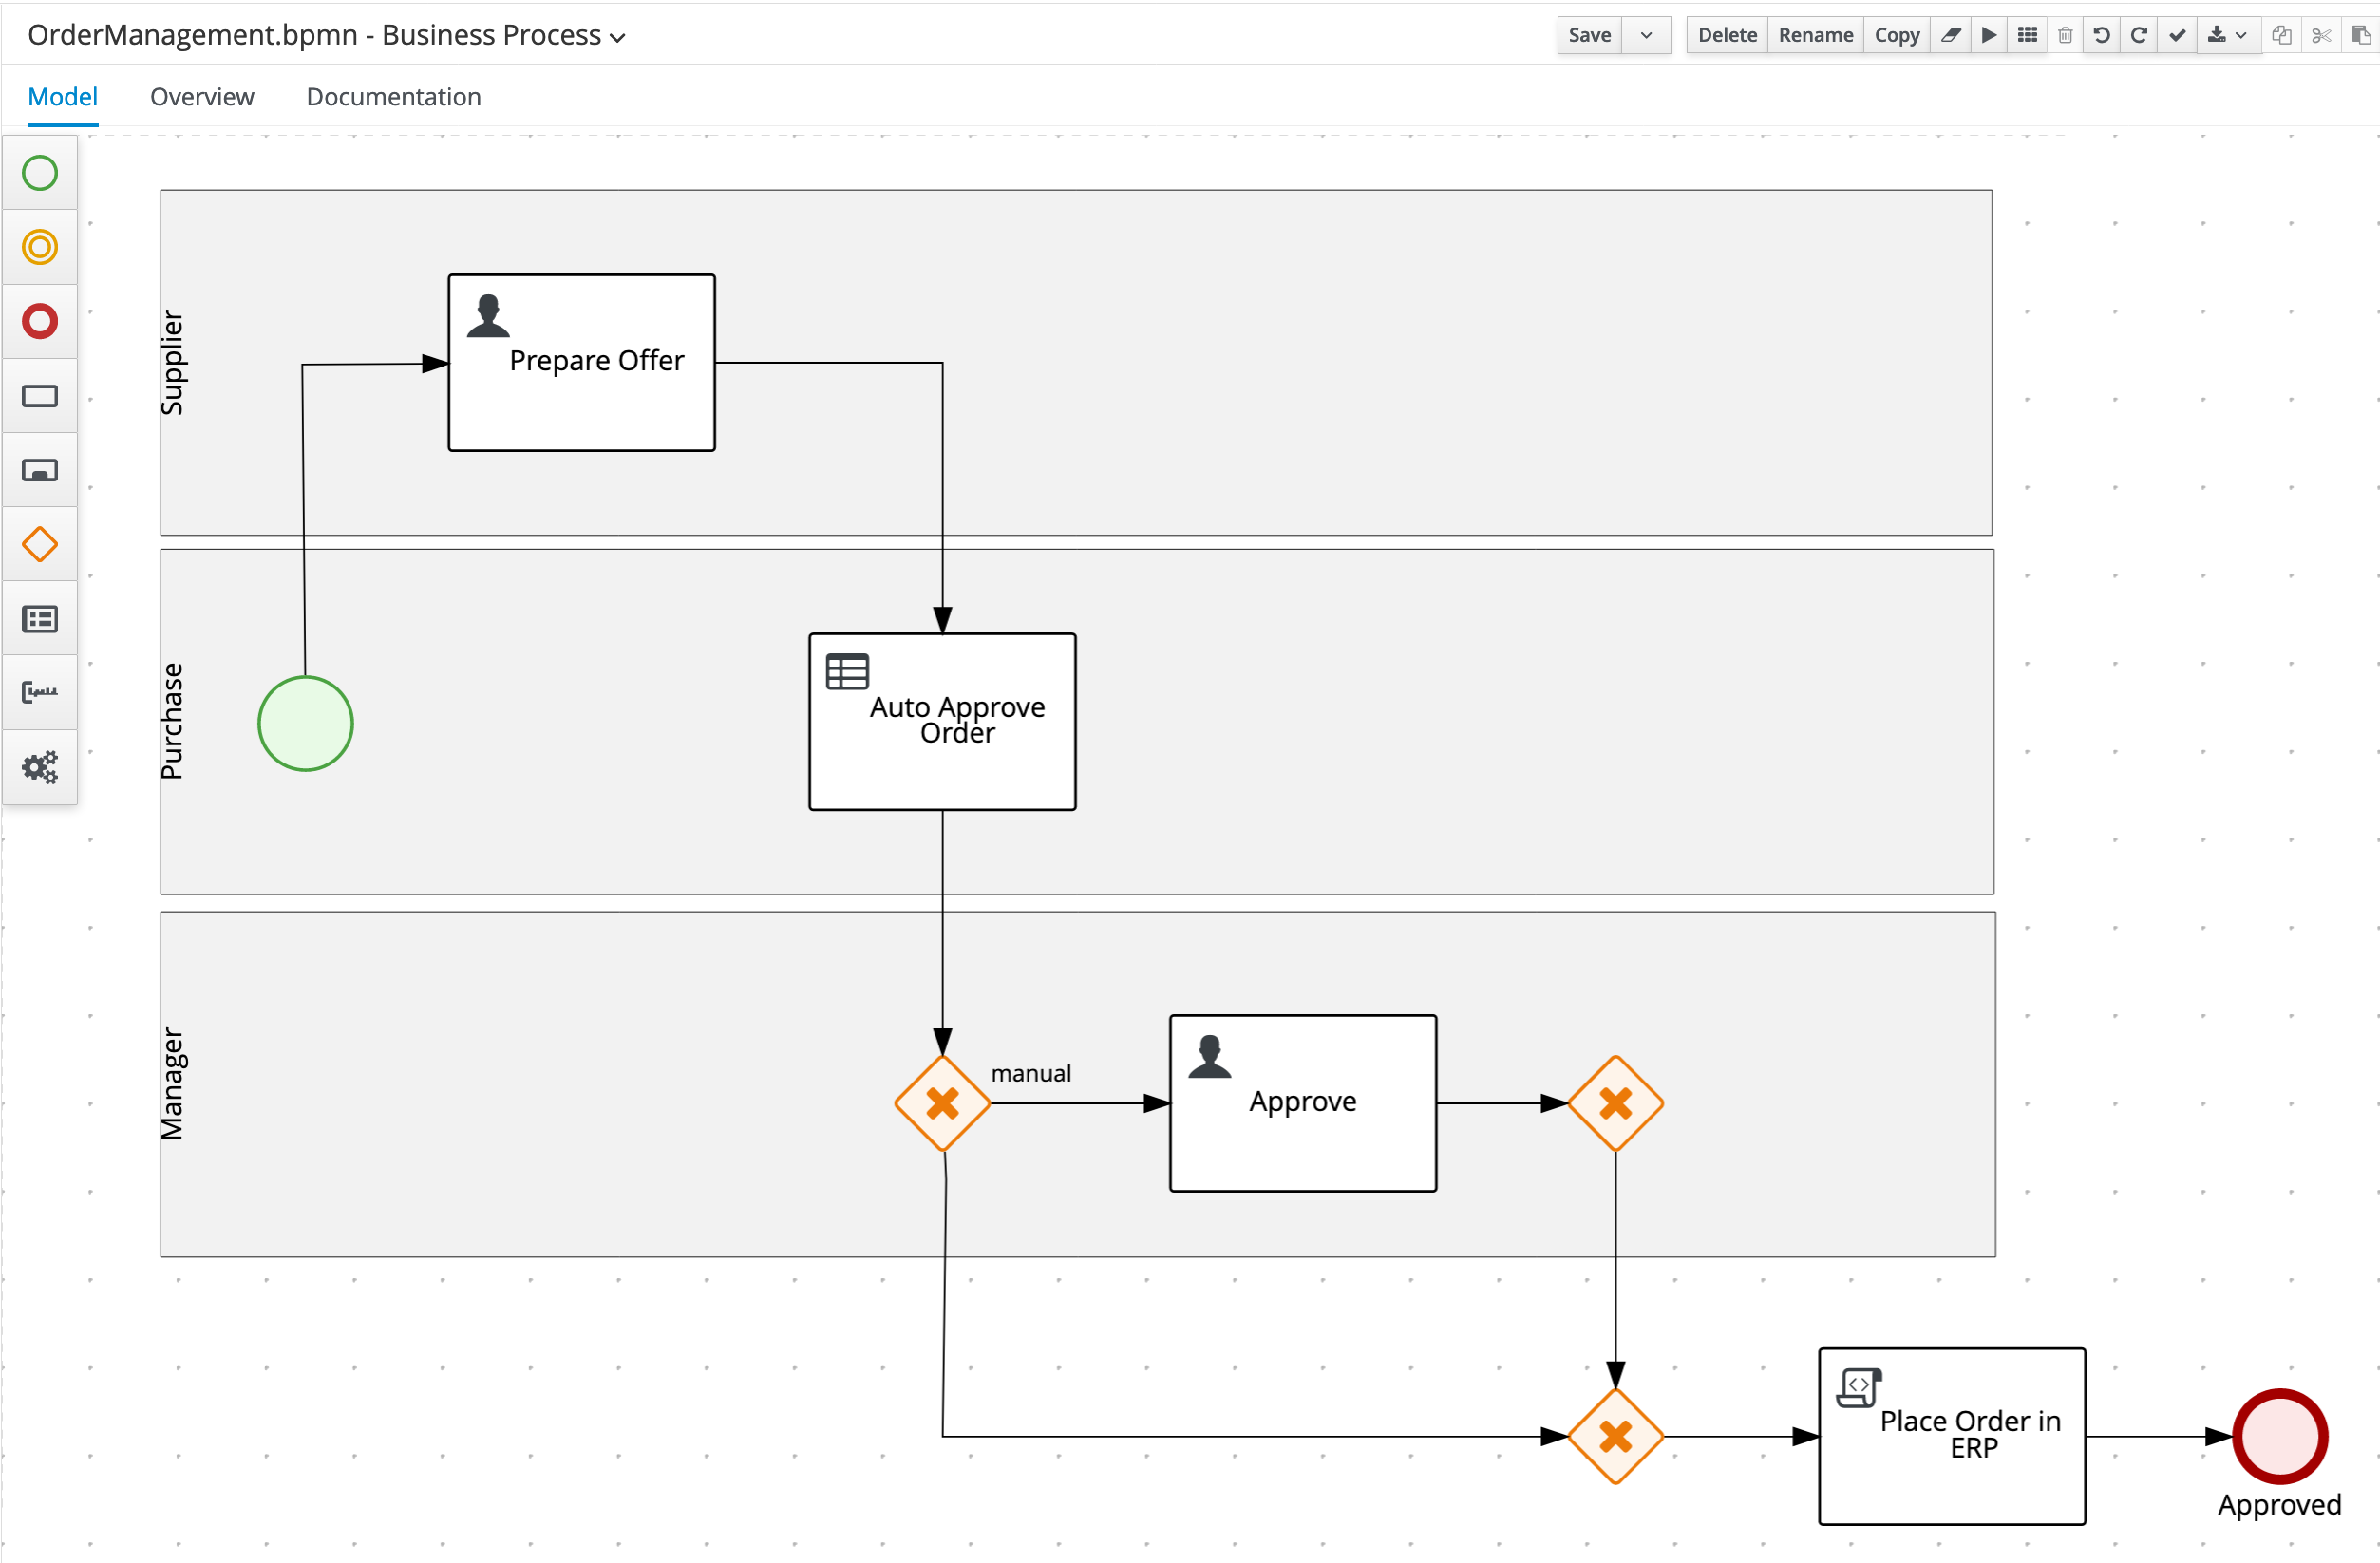 OrderManagement.bpmn - Business Process
Save
Delete
Rename
Copy
Model
Overview
Documentation
Supplier
Prepare Offer
Purchase
Auto Approve
Order
Manager
manual
Approve
Place Order in
ERP
Approved